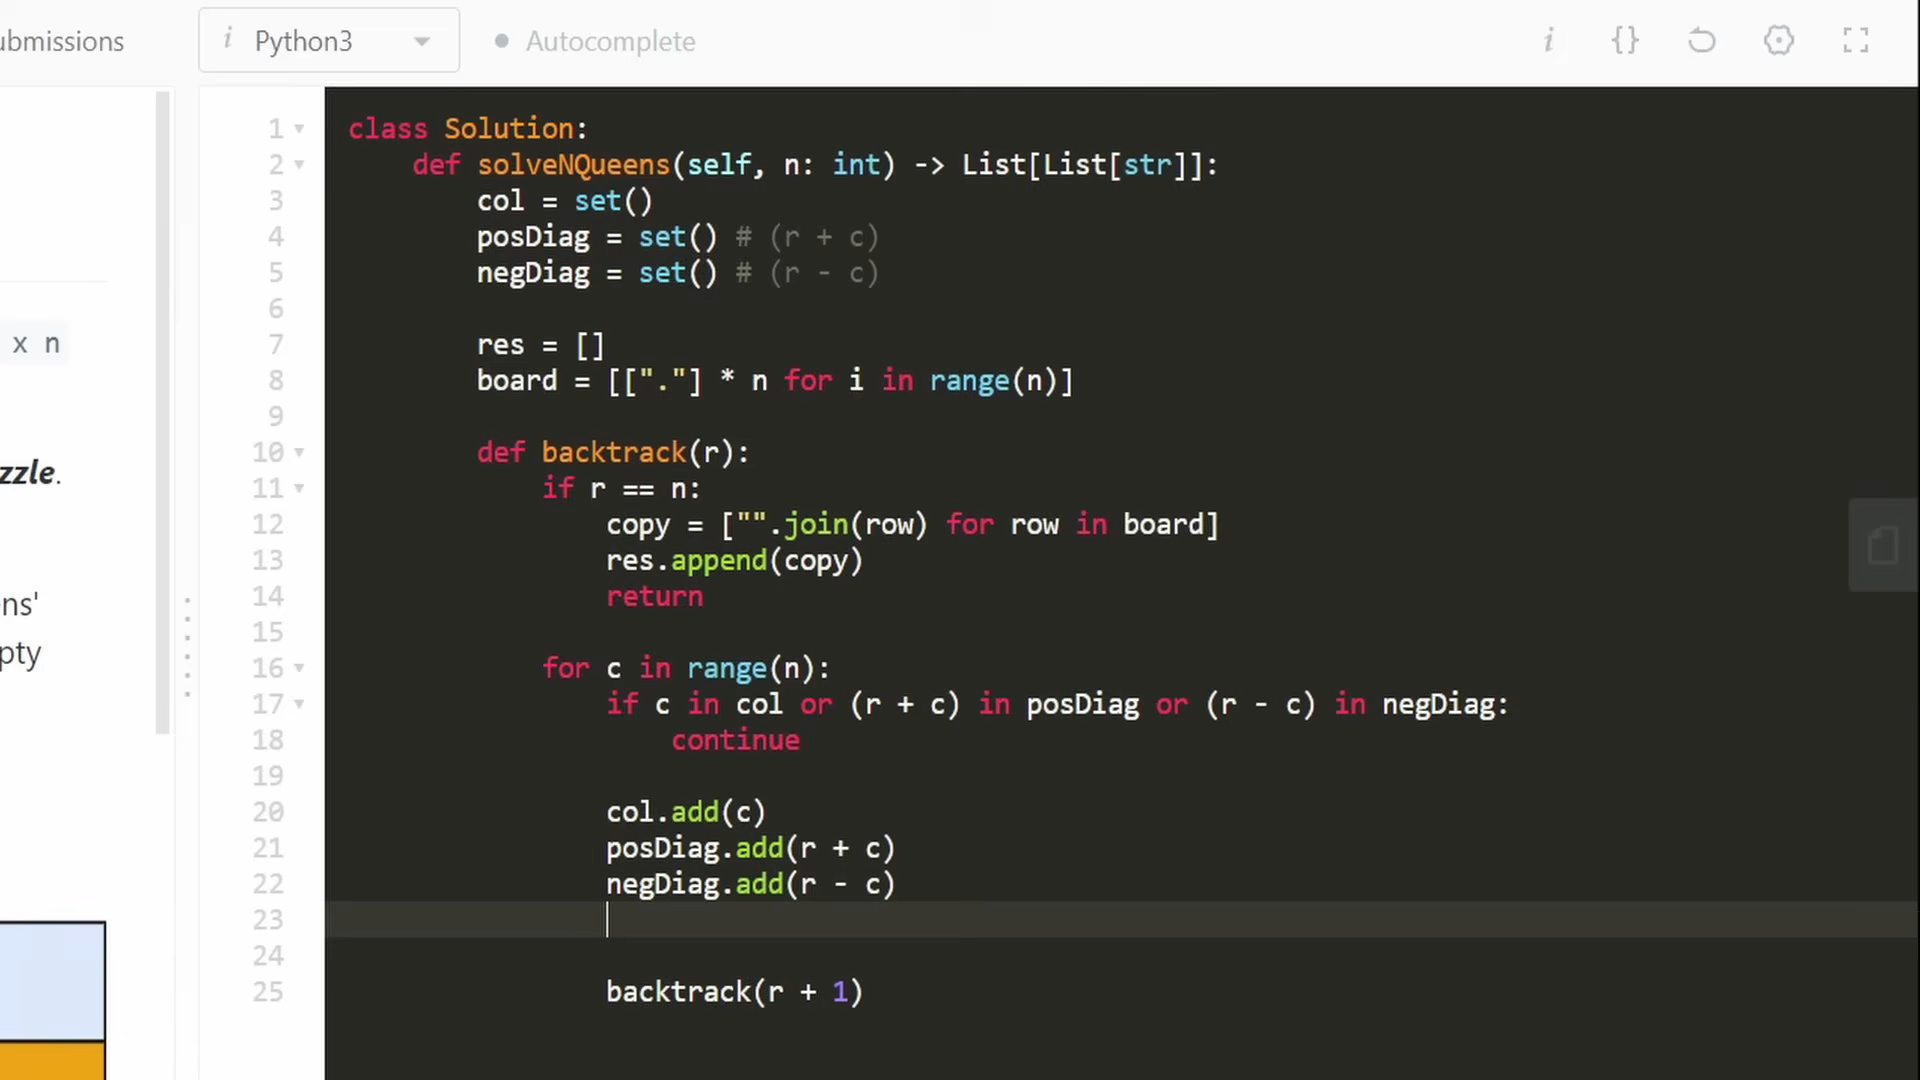 ubmissions
i Python3
Autocomplete
i {}
x n
zzle.
ns'
pty
1 class Solution:
2 def solveNQueens(self, n: int) -> List[List[str]]:
3 col = set()
4 posDiag = set() # (r + c)
5 negDiag = set() # (r - c)
6
7 res = []
8 board = [["."] * n for i in range(n)]
9
10 def backtrack(r):
11 if r == n:
12 copy = ["".join(row) for row in board]
13 res.append(copy)
14 return
15
16 for c in range(n):
17 if c in col or (r + c) in posDiag or (r - c) in negDiag:
18 continue
19
20 col.add(c)
21 posDiag.add(r + c)
22 negDiag.add(r - c)
23
24
25 backtrack(r + 1)